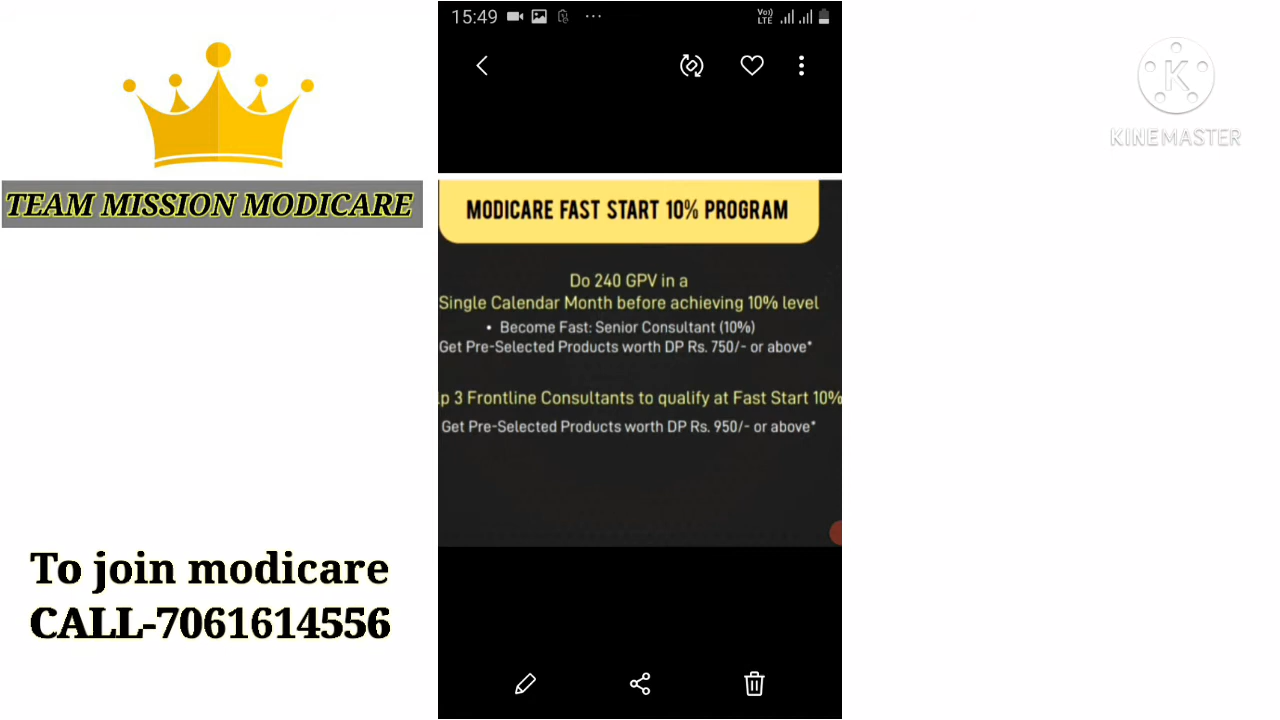 TEAM MISSION MODICARE
To join modicare
CALL-7061614556
15:49
Vo) LTE
MODICARE FAST START 10% PROGRAM
Do 240 GPV in a
Single Calendar Month before achieving 10% level
• Become Fast: Senior Consultant (10%)
Get Pre-Selected Products worth DP Rs. 750/- or above*
lp 3 Frontline Consultants to qualify at Fast Start 10%
Get Pre-Selected Products worth DP Rs. 950/- or above*
K
KINEMASTER